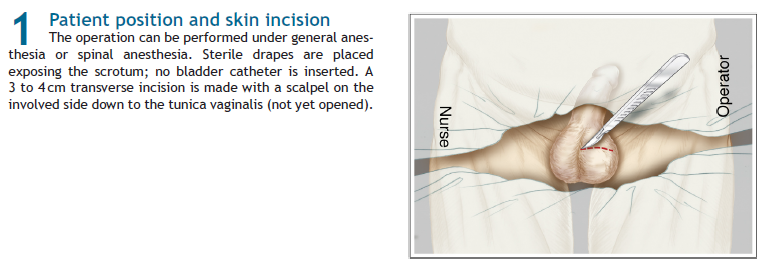 1 Patient position and skin incision
The operation can be performed under general anes-
thesia or spinal anesthesia. Sterile drapes are placed
exposing the scrotum; no bladder catheter is inserted. A
3 to 4 cm transverse incision is made with a scalpel on the
involved side down to the tunica vaginalis (not yet opened).
Nurse
Operator